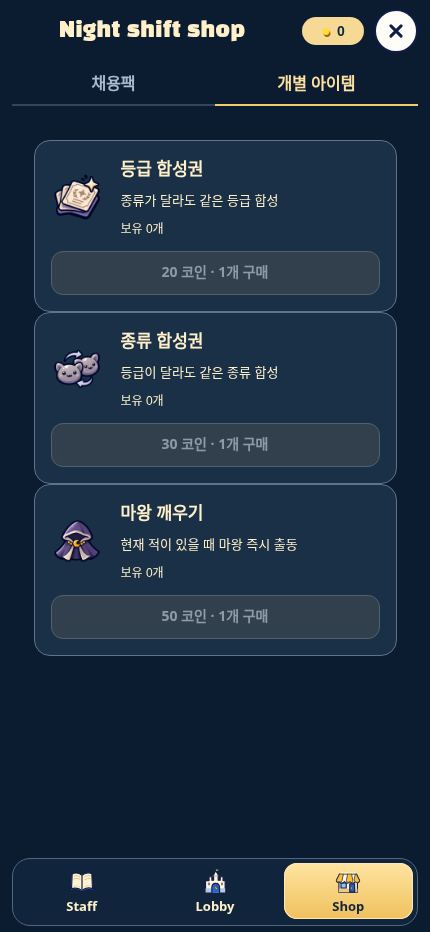 Night shift shop
0
채용팩
개별 아이템
등급 합성권
종류가 달라도 같은 등급 합성
보유 0개
20 코인 · 1개 구매
종류 합성권
등급이 달라도 같은 종류 합성
보유 0개
30 코인 · 1개 구매
마왕 깨우기
현재 적이 있을 때 마왕 즉시 출동
보유 0개
50 코인 · 1개 구매
Staff
Lobby
Shop